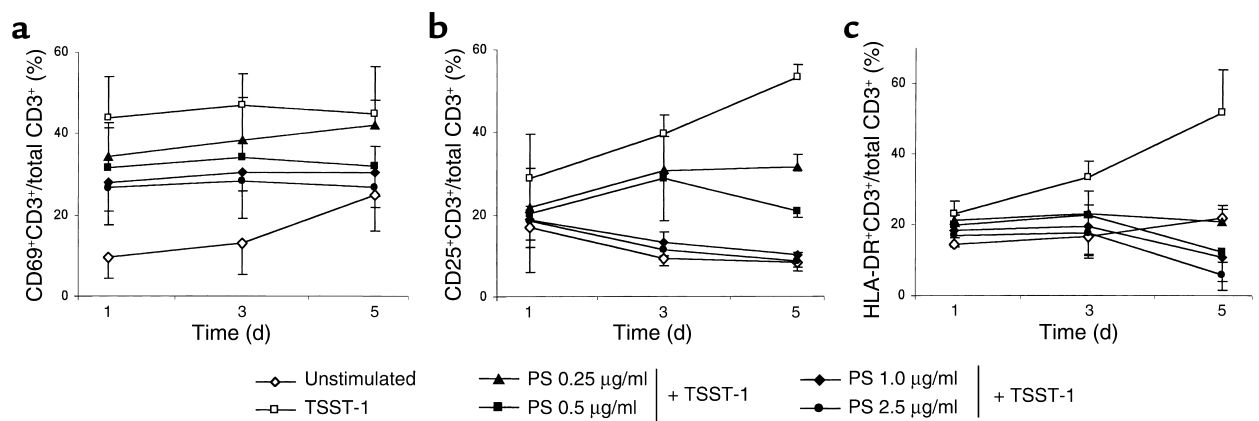 a
CD69⁺CD3⁺/total CD3⁺ (%)
60
40
20
0
1 3 5
Time (d)
b
CD25⁺CD3⁺/total CD3⁺ (%)
60
40
20
0
1 3 5
Time (d)
c
HLA-DR⁺CD3⁺/total CD3⁺ (%)
60
40
20
0
1 3 5
Time (d)
Unstimulated
TSST-1
PS 0.25 μg/ml
PS 0.5 μg/ml
+ TSST-1
PS 1.0 μg/ml
PS 2.5 μg/ml
+ TSST-1